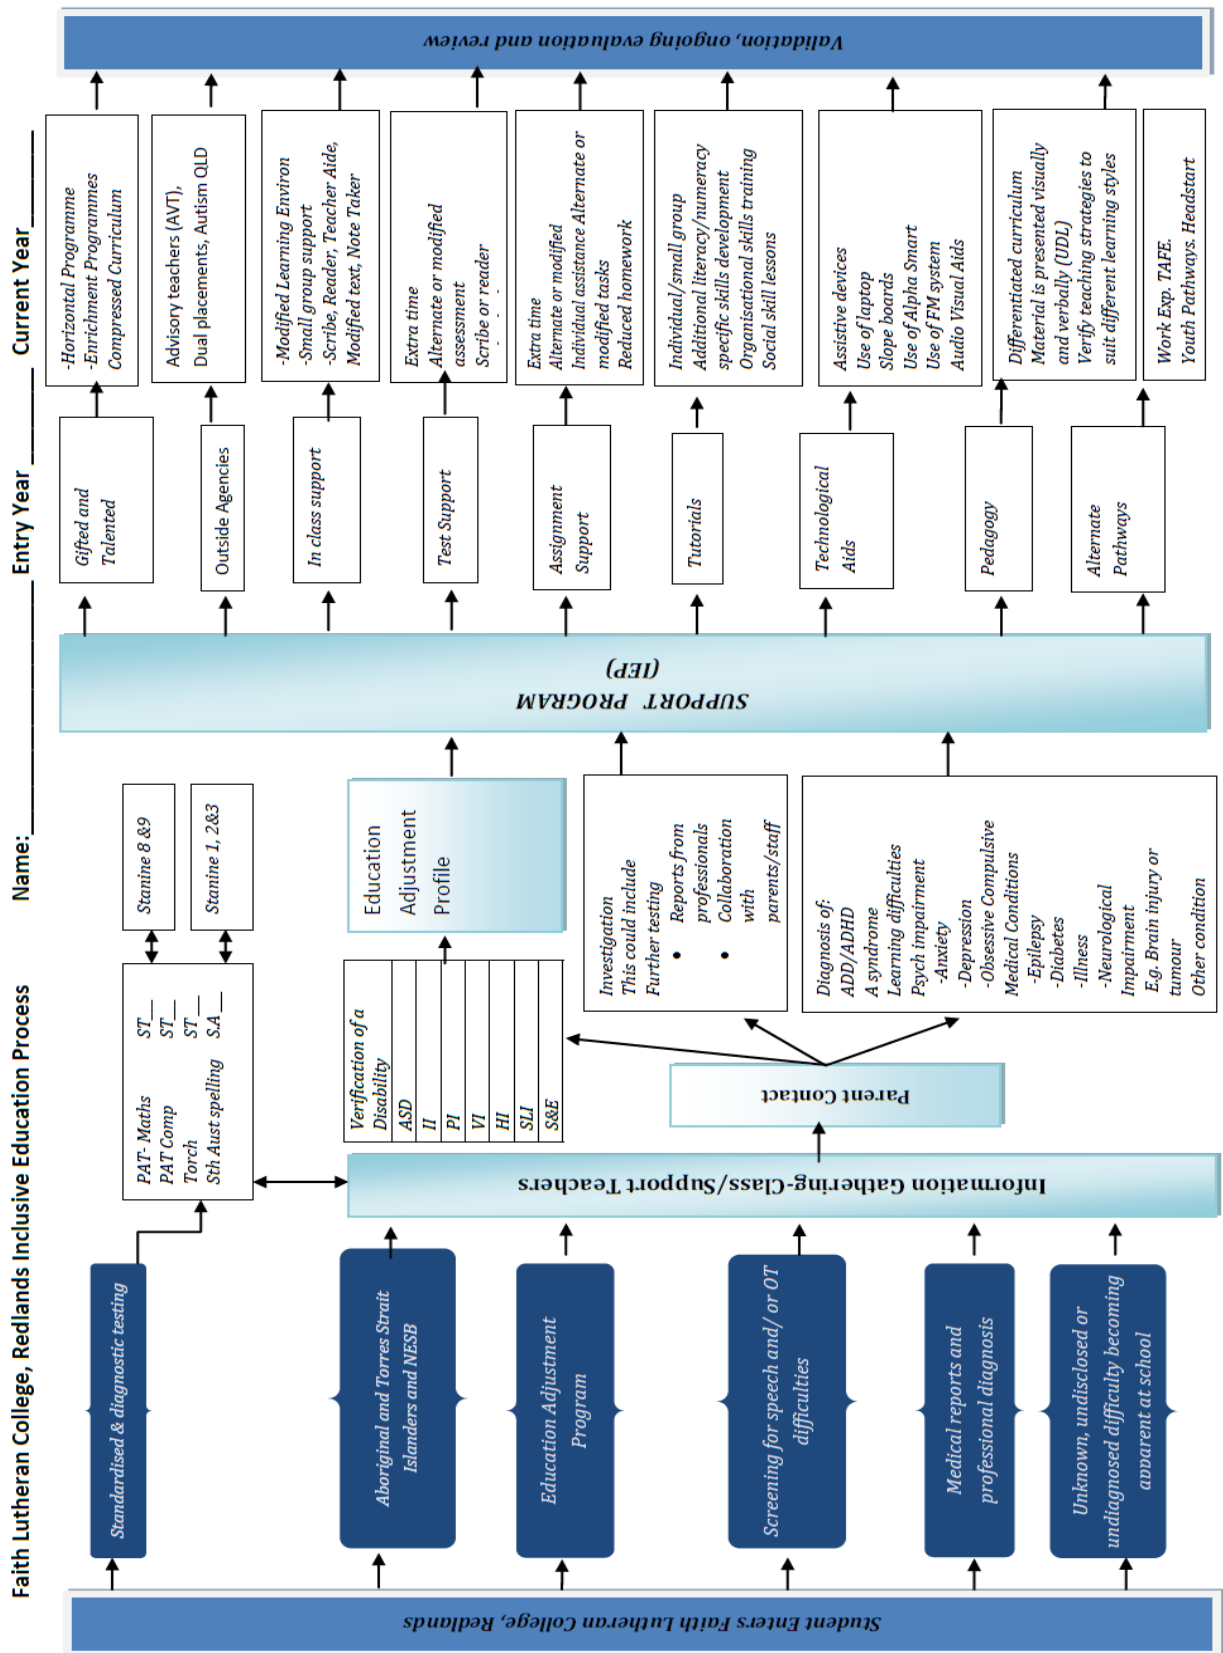 Faith Lutheran College, Redlands Inclusive Education Process Name: ____________ Entry Year ________ Current Year________
Student Enters Faith Lutheran College, Redlands
Standardised & diagnostic testing
Aboriginal and Torres Strait
Islanders and NESB
Education Adjustment
Program
Screening for speech and/ or OT
difficulties
Medical reports and
professional diagnosis
Unknown, undisclosed or
undiagnosed difficulty becoming
apparent at school
PAT- Maths ST__
PAT Comp ST__
Torch ST__
Sth Aust spelling S.A__
Stanine 8 &9
Stanine 1, 2&3
Information Gathering-Class/Support Teachers
Verification of a
Disability
ASD
II
PI
VI
HI
SLI
S&E
Parent Contact
Education
Adjustment
Profile
Investigation
This could include
Further testing
• Reports from
professionals
• Collaboration
with
parents/staff
Diagnosis of:
ADD/ADHD
A syndrome
Learning difficulties
Psych impairment
-Anxiety
-Depression
-Obsessive Compulsive
Medical Conditions
-Epilepsy
-Diabetes
-Illness
-Neurological
Impairment
E.g. Brain injury or
tumour
Other condition
SUPPORT PROGRAM
(IEP)
Gifted and
Talented
Outside Agencies
In class support
Test Support
Assignment
Support
Tutorials
Technological
Aids
Pedagogy
Alternate
Pathways
-Horizontal Programme
-Enrichment Programmes
Compressed Curriculum
Advisory teachers (AVT),
Dual placements, Autism QLD
-Modified Learning Environ
-Small group support
-Scribe, Reader, Teacher Aide,
Modified text, Note Taker
Extra time
Alternate or modified
assessment
Scribe or reader
Extra time
Alternate or modified
Individual assistance Alternate or
modified tasks
Reduced homework
Individual/small group
Additional literacy/numeracy
specific skills development
Organisational skills training
Social skill lessons
Assistive devices
Use of laptop
Slope boards
Use of Alpha Smart
Use of FM system
Audio Visual Aids
Differentiated curriculum
Material is presented visually
and verbally (UDL)
Verify teaching strategies to
suit different learning styles
Work Exp. TAFE.
Youth Pathways. Headstart
Validation, ongoing evaluation and review